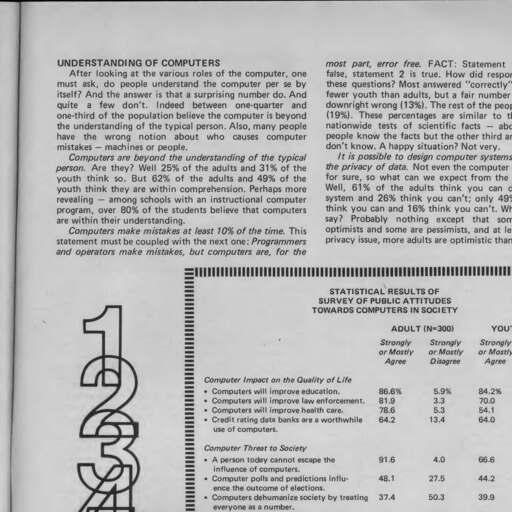 UNDERSTANDING OF COMPUTERS
After looking at the various roles of the computer, one
must ask, do people understand the computer per se by
itself? And the answer is that a surprising number do. And
quite a few don't. Indeed between one-quarter and
one-third of the population believe the computer is beyond
the understanding of the typical person. Also, many people
have the wrong notion about who causes computer
mistakes — machines or people.
Computers are beyond the understanding of the typical
person. Are they? Well 25% of the adults and 31% of the
youth think so. But 62% of the adults and 49% of the
youth think they are within comprehension. Perhaps more
revealing — among schools with an instructional computer
program, over 80% of the students believe that computers
are within their understanding.
Computers make mistakes at least 10% of the time. This
statement must be coupled with the next one: Programmers
and operators make mistakes, but computers are, for the
most part, error free. FACT: Statement
false, statement 2 is true. How did respon
these questions? Most answered "correctly"
fewer youth than adults, but a fair number
downright wrong (13%). The rest of the peop
(19%). These percentages are similar to th
nationwide tests of scientific facts — abo
people know the facts but the other third ar
don't know. A happy situation? Not very.
It is possible to design computer systems
the privacy of data. Not even the computer
for sure, so what can we expect from the
Well, 61% of the adults think you can d
system and 26% think you can't; only 49%
think you can and 16% think you can't. Wh
say? Probably nothing except that som
optimists and some are pessimists, and at le
privacy issue, more adults are optimistic than
STATISTICAL RESULTS OF
SURVEY OF PUBLIC ATTITUDES
TOWARDS COMPUTERS IN SOCIETY
ADULT (N=300) YOUT
Strongly or Mostly Agree Strongly or Mostly Disagree Strongly or Mostly Agree
Computer Impact on the Quality of Life
• Computers will improve education. 86.6% 5.9% 84.2%
• Computers will improve law enforcement. 81.9 3.3 70.0
• Computers will improve health care. 78.6 5.3 54.1
• Credit rating data banks are a worthwhile 64.2 13.4 64.0
use of computers.
Computer Threat to Society
• A person today cannot escape the 91.6 4.0 66.6
influence of computers.
• Computer polls and predictions influ- 48.1 27.5 44.2
ence the outcome of elections.
• Computers dehumanize society by treating 37.4 50.3 39.9
everyone as a number.
1
2
3
4